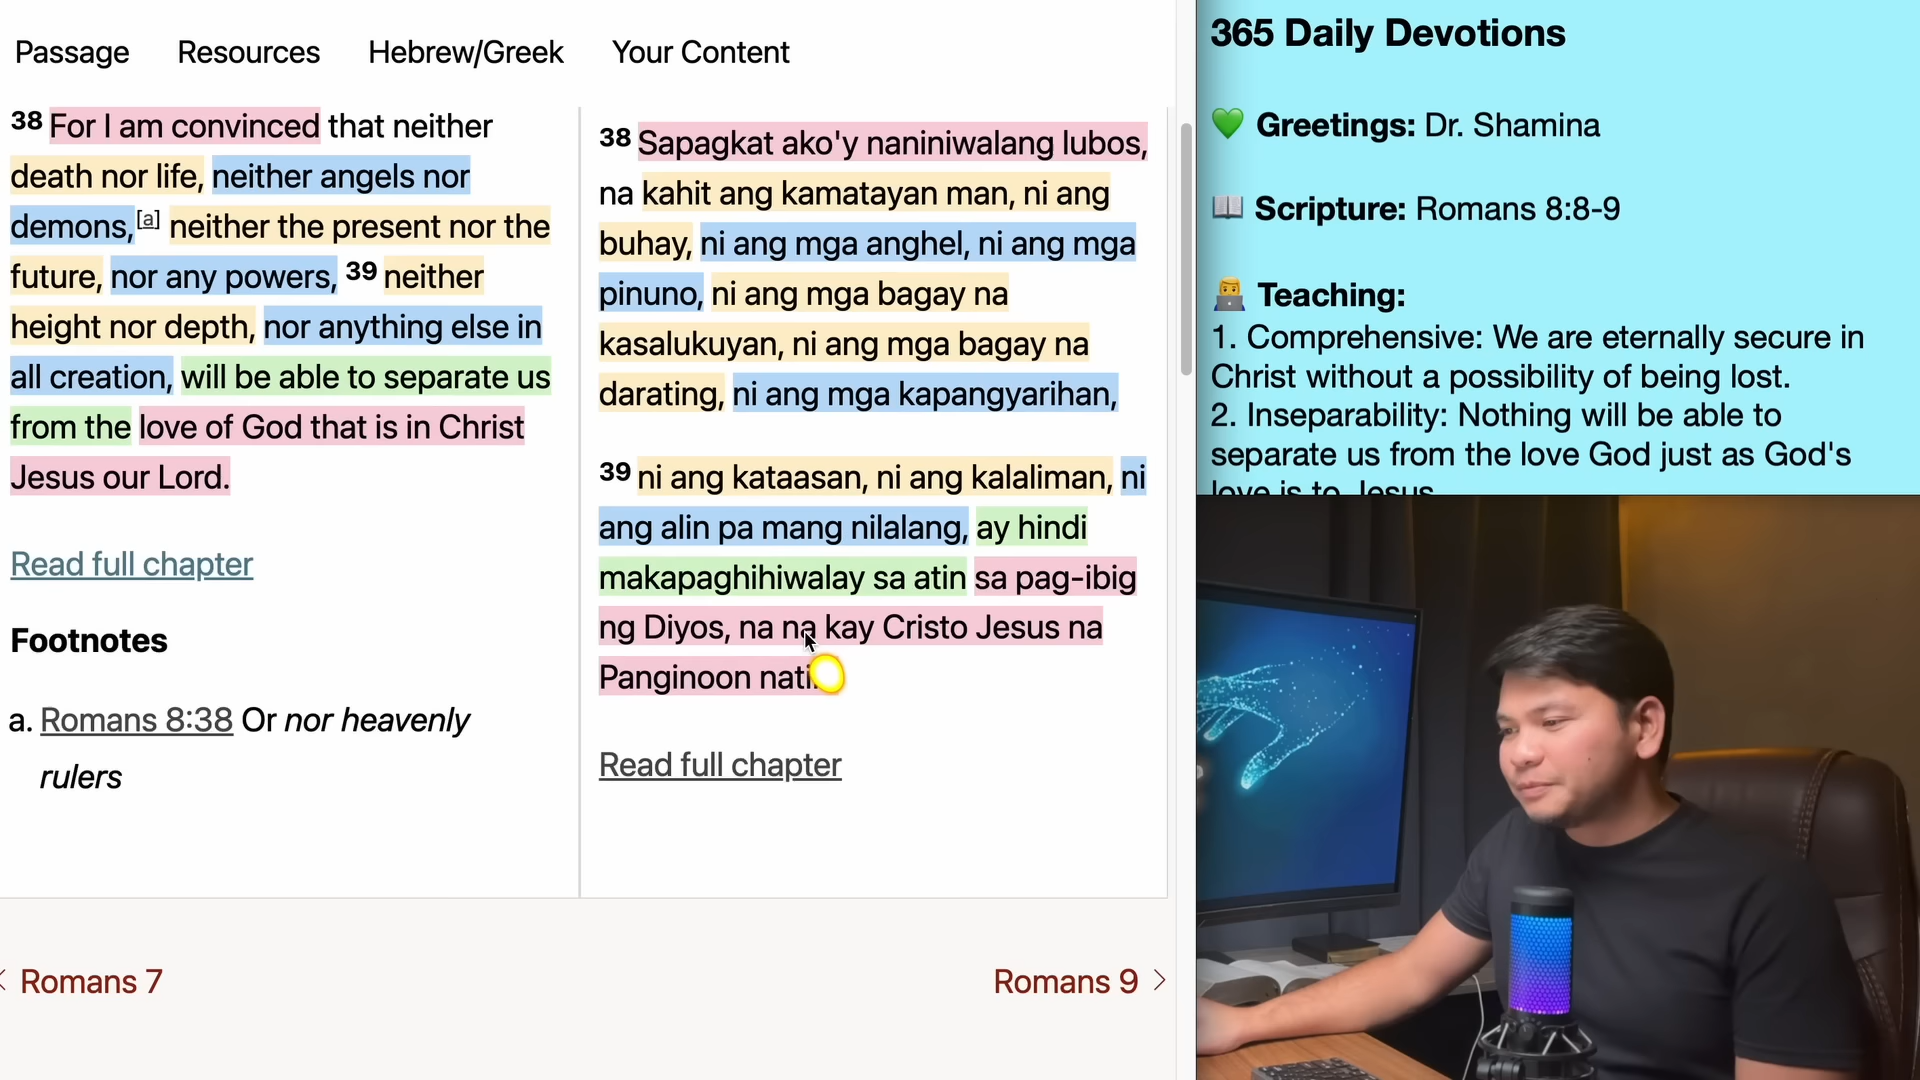 Passage Resources Hebrew/Greek Your Content
38 For I am convinced that neither
death nor life, neither angels nor
demons,[a] neither the present nor the
future, nor any powers, 39 neither
height nor depth, nor anything else in
all creation, will be able to separate us
from the love of God that is in Christ
Jesus our Lord.
Read full chapter
Footnotes
a. Romans 8:38 Or nor heavenly
rulers
38 Sapagkat ako'y naniniwalang lubos,
na kahit ang kamatayan man, ni ang
buhay, ni ang mga anghel, ni ang mga
pinuno, ni ang mga bagay na
kasalukuyan, ni ang mga bagay na
darating, ni ang mga kapangyarihan,
39 ni ang kataasan, ni ang kalaliman, ni
ang alin pa mang nilalang, ay hindi
makapaghihiwalay sa atin sa pag-ibig
ng Diyos, na na kay Cristo Jesus na
Panginoon
Read full chapter
Romans 7
Romans 9
365 Daily Devotions
💚 Greetings: Dr. Shamina
📖 Scripture: Romans 8:8-9
👨‍💻 Teaching:
1. Comprehensive: We are eternally secure in
Christ without a possibility of being lost.
2. Inseparability: Nothing will be able to
separate us from the love God just as God's
love is to Jesus